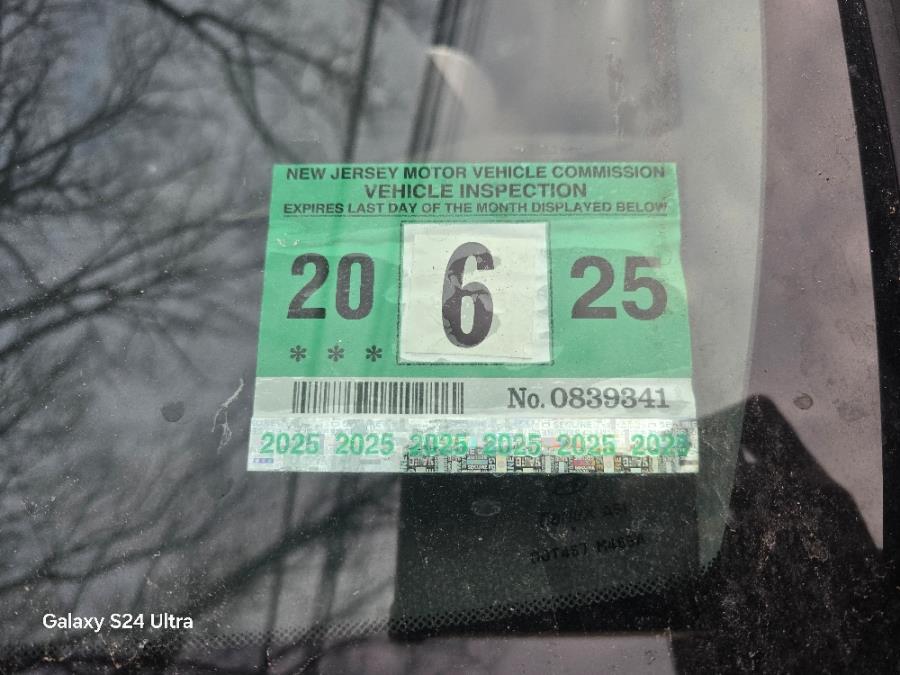 NEW JERSEY MOTOR VEHICLE COMMISSION
VEHICLE INSPECTION
EXPIRES LAST DAY OF THE MONTH DISPLAYED BELOW
20 6 25
* * *
No. 0839341
2025 2025 2025 2025 2025 2025
Galaxy S24 Ultra